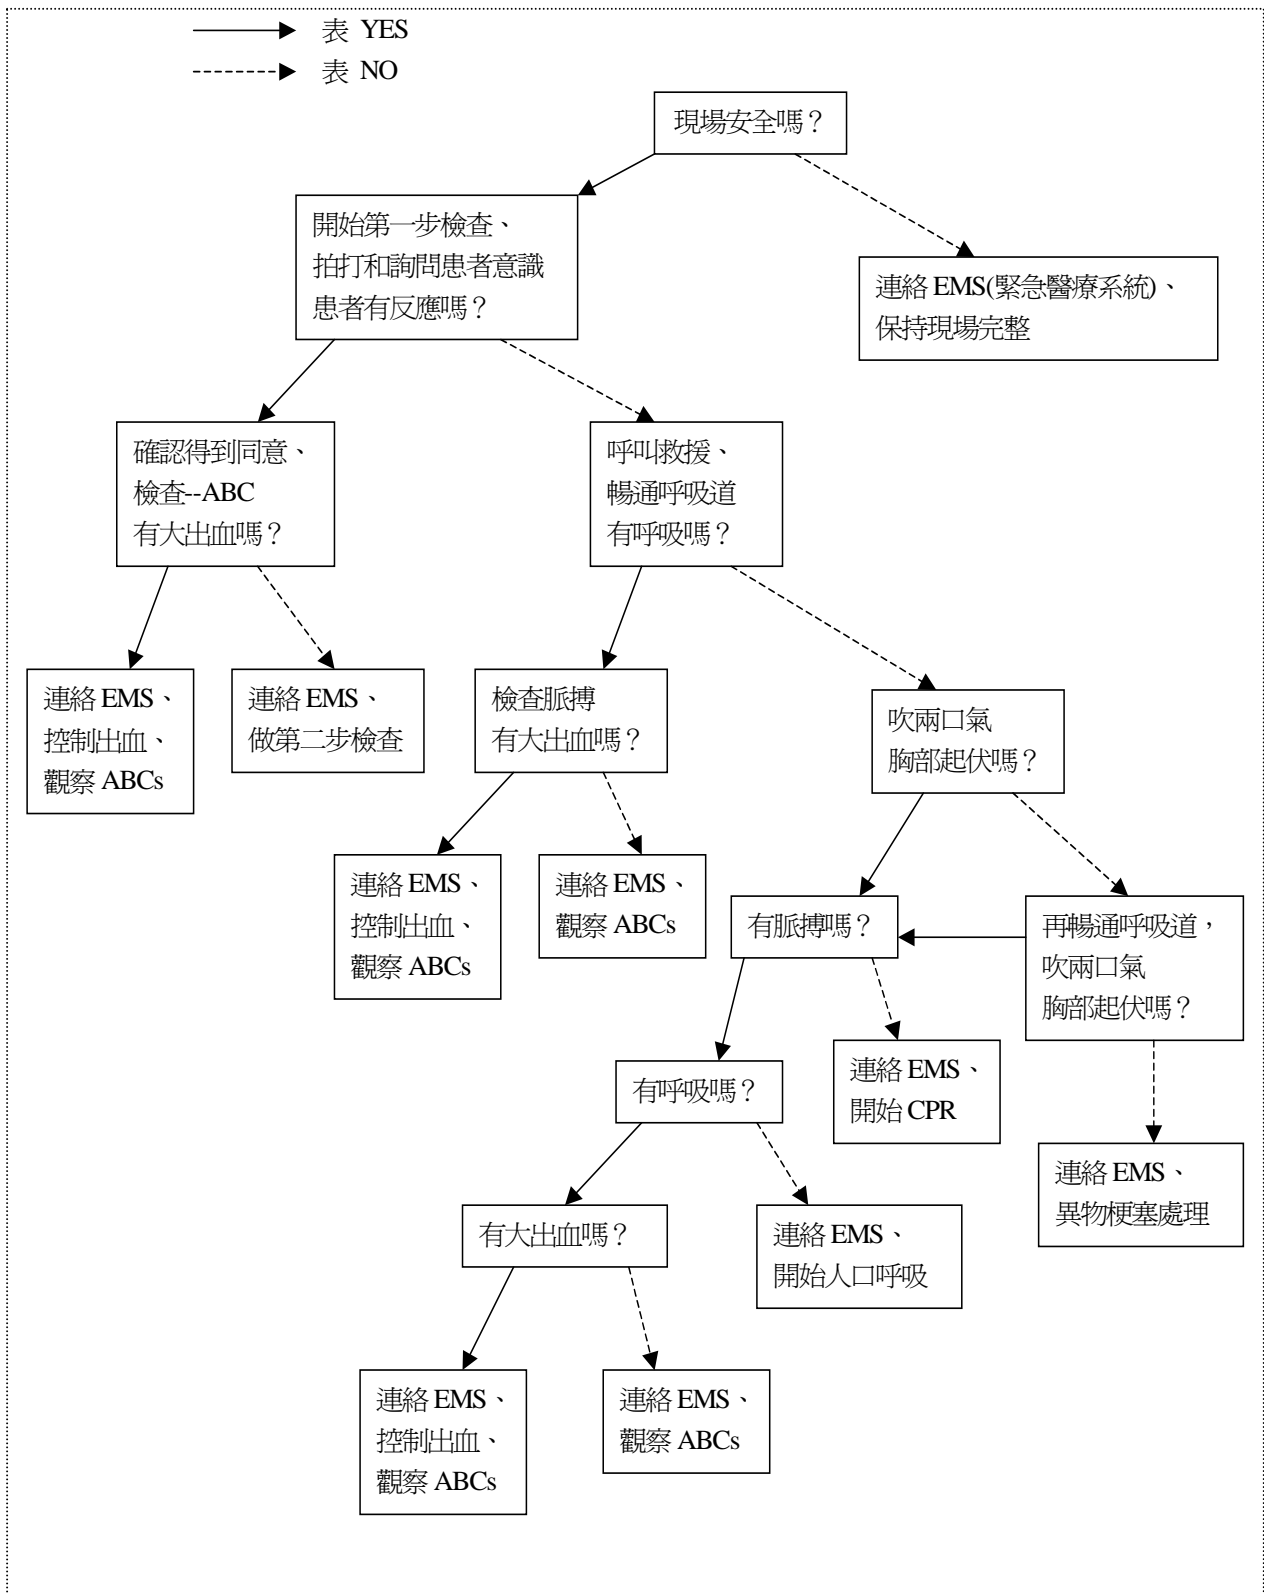 表 YES
表 NO
現場安全嗎？
開始第一步檢查、
拍打和詢問患者意識
患者有反應嗎？
連絡 EMS(緊急醫療系統)、
保持現場完整
確認得到同意、
檢查--ABC
有大出血嗎？
呼叫救援、
暢通呼吸道
有呼吸嗎？
連絡 EMS、
控制出血、
觀察 ABCs
連絡 EMS、
做第二步檢查
檢查脈搏
有大出血嗎？
吹兩口氣
胸部起伏嗎？
連絡 EMS、
控制出血、
觀察 ABCs
連絡 EMS、
觀察 ABCs
有脈搏嗎？
再暢通呼吸道，
吹兩口氣
胸部起伏嗎？
有呼吸嗎？
連絡 EMS、
開始 CPR
連絡 EMS、
異物梗塞處理
有大出血嗎？
連絡 EMS、
開始人口呼吸
連絡 EMS、
控制出血、
觀察 ABCs
連絡 EMS、
觀察 ABCs